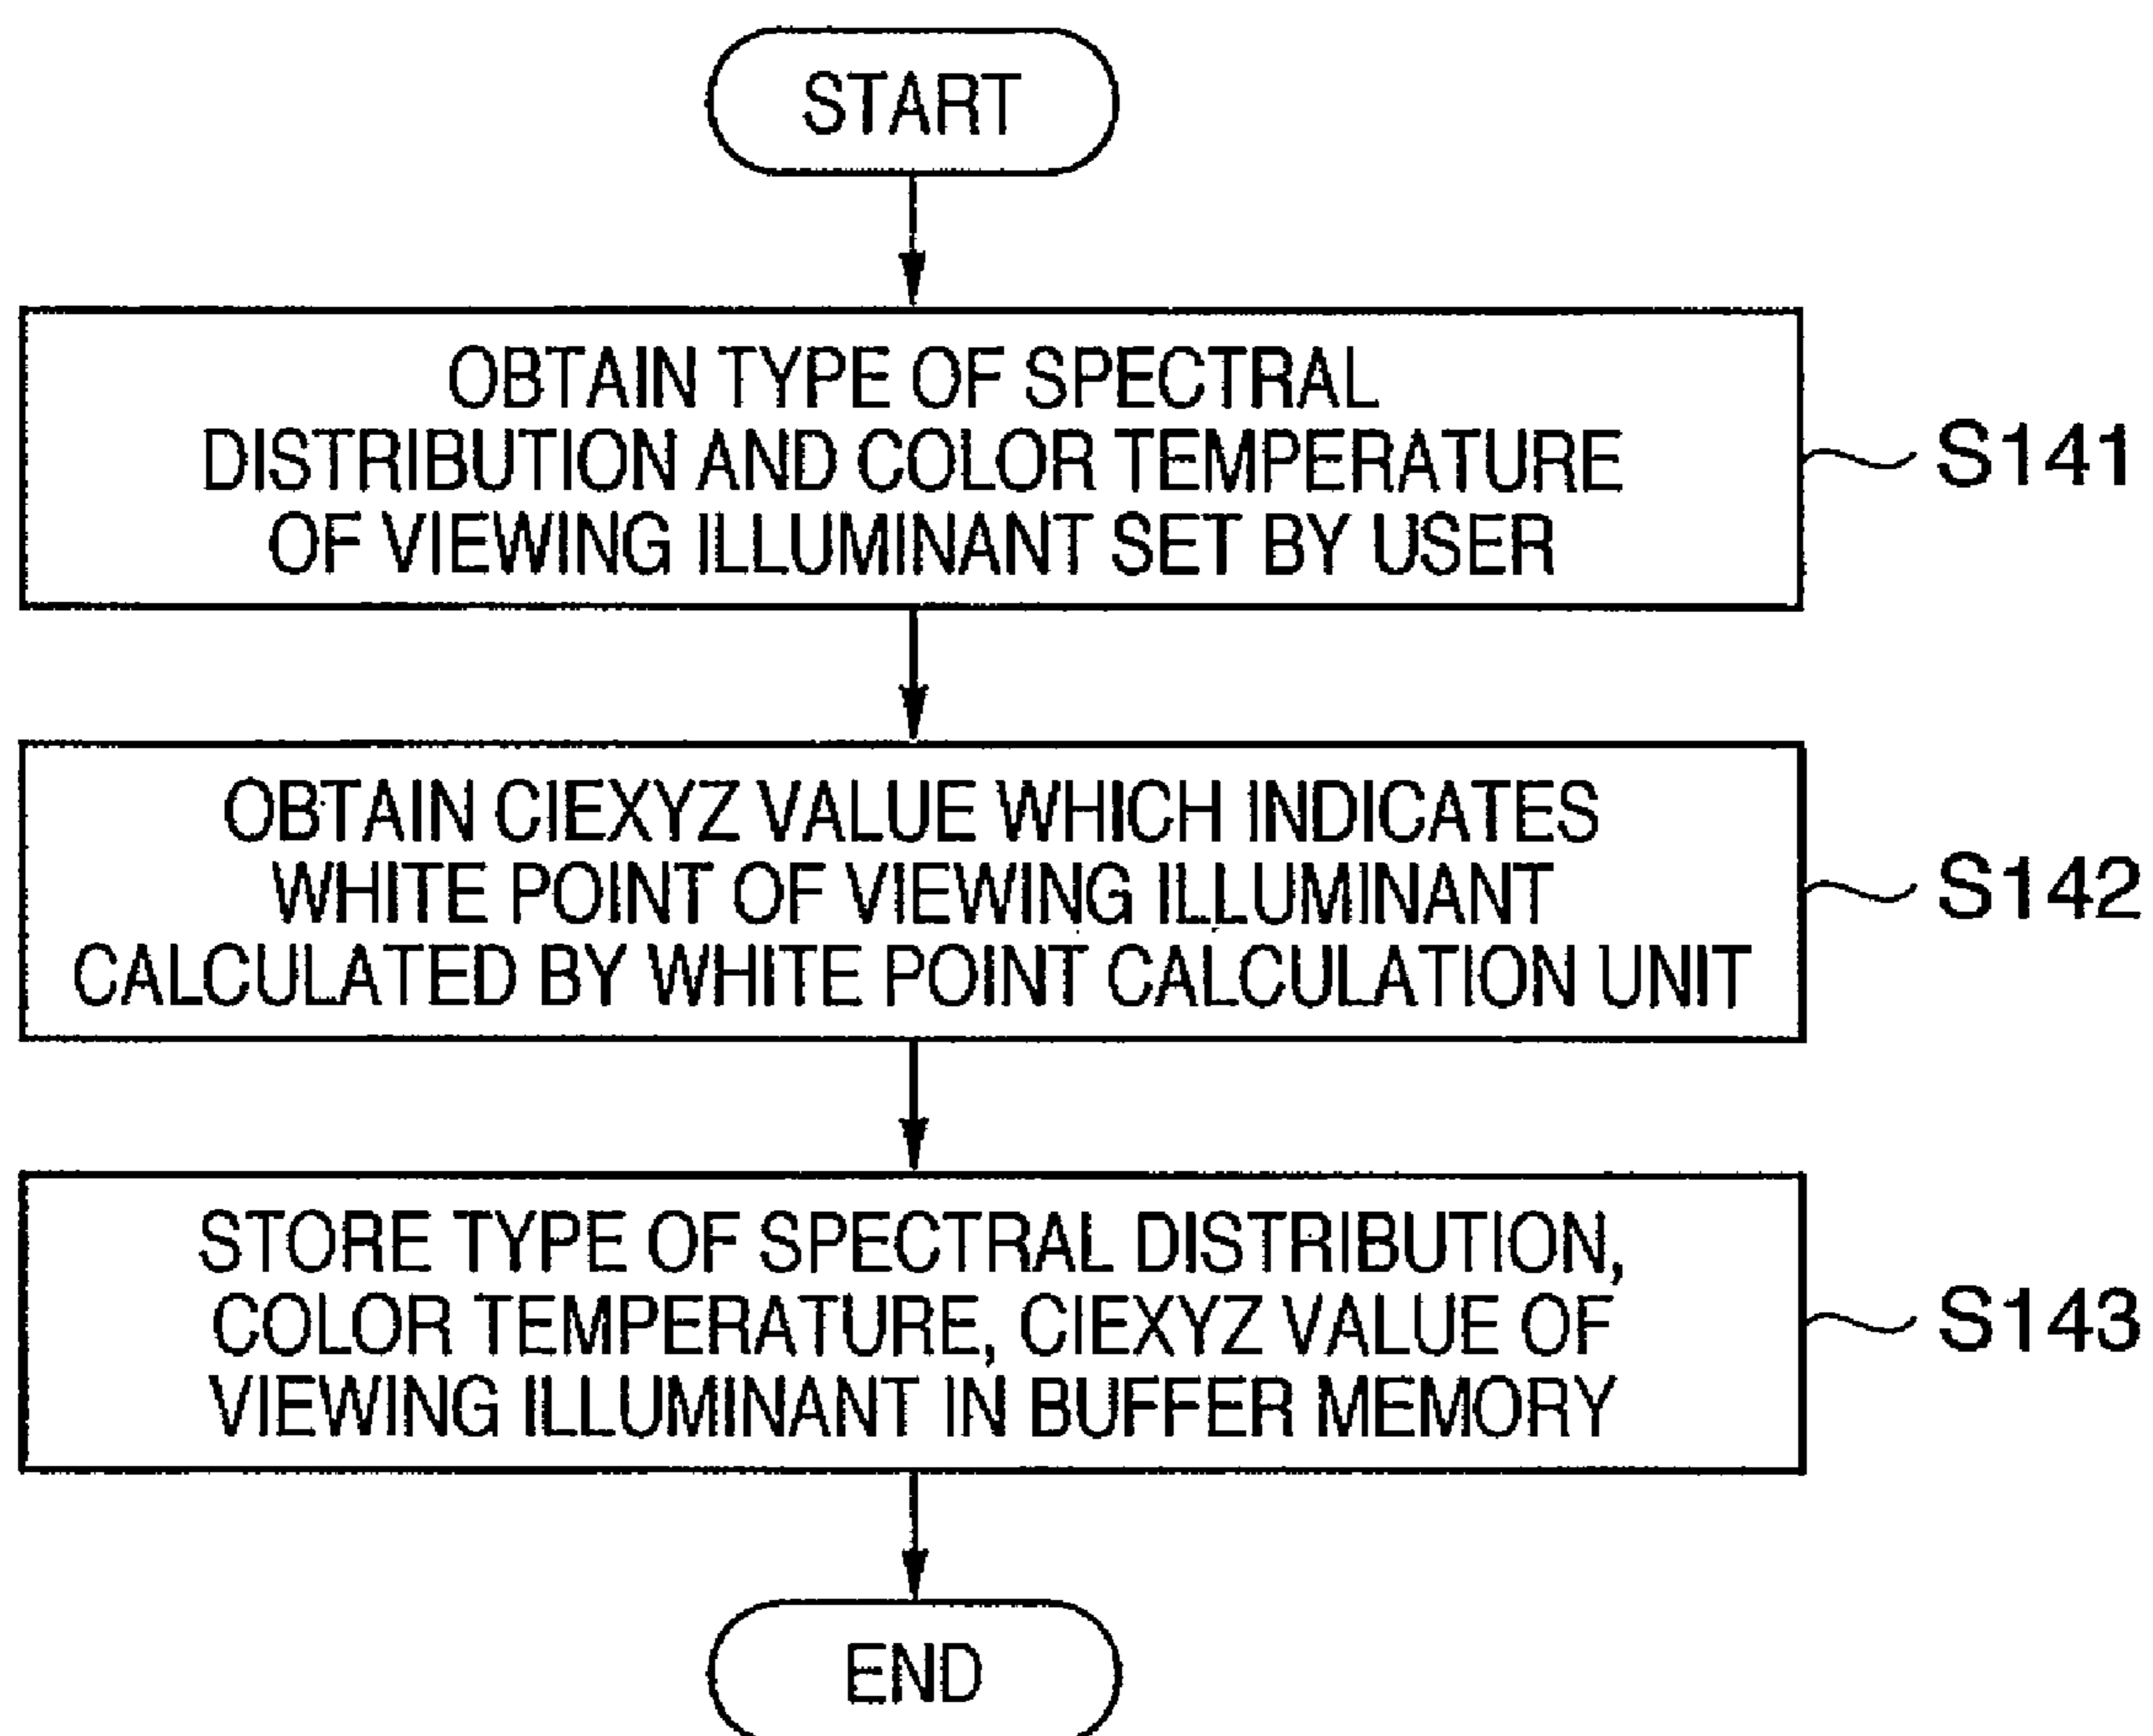 START
OBTAIN TYPE OF SPECTRAL
DISTRIBUTION AND COLOR TEMPERATURE
OF VIEWING ILLUMINANT SET BY USER
S141
OBTAIN CIEXYZ VALUE WHICH INDICATES
WHITE POINT OF VIEWING ILLUMINANT
CALCULATED BY WHITE POINT CALCULATION UNIT
S142
STORE TYPE OF SPECTRAL DISTRIBUTION,
COLOR TEMPERATURE, CIEXYZ VALUE OF
VIEWING ILLUMINANT IN BUFFER MEMORY
S143
END